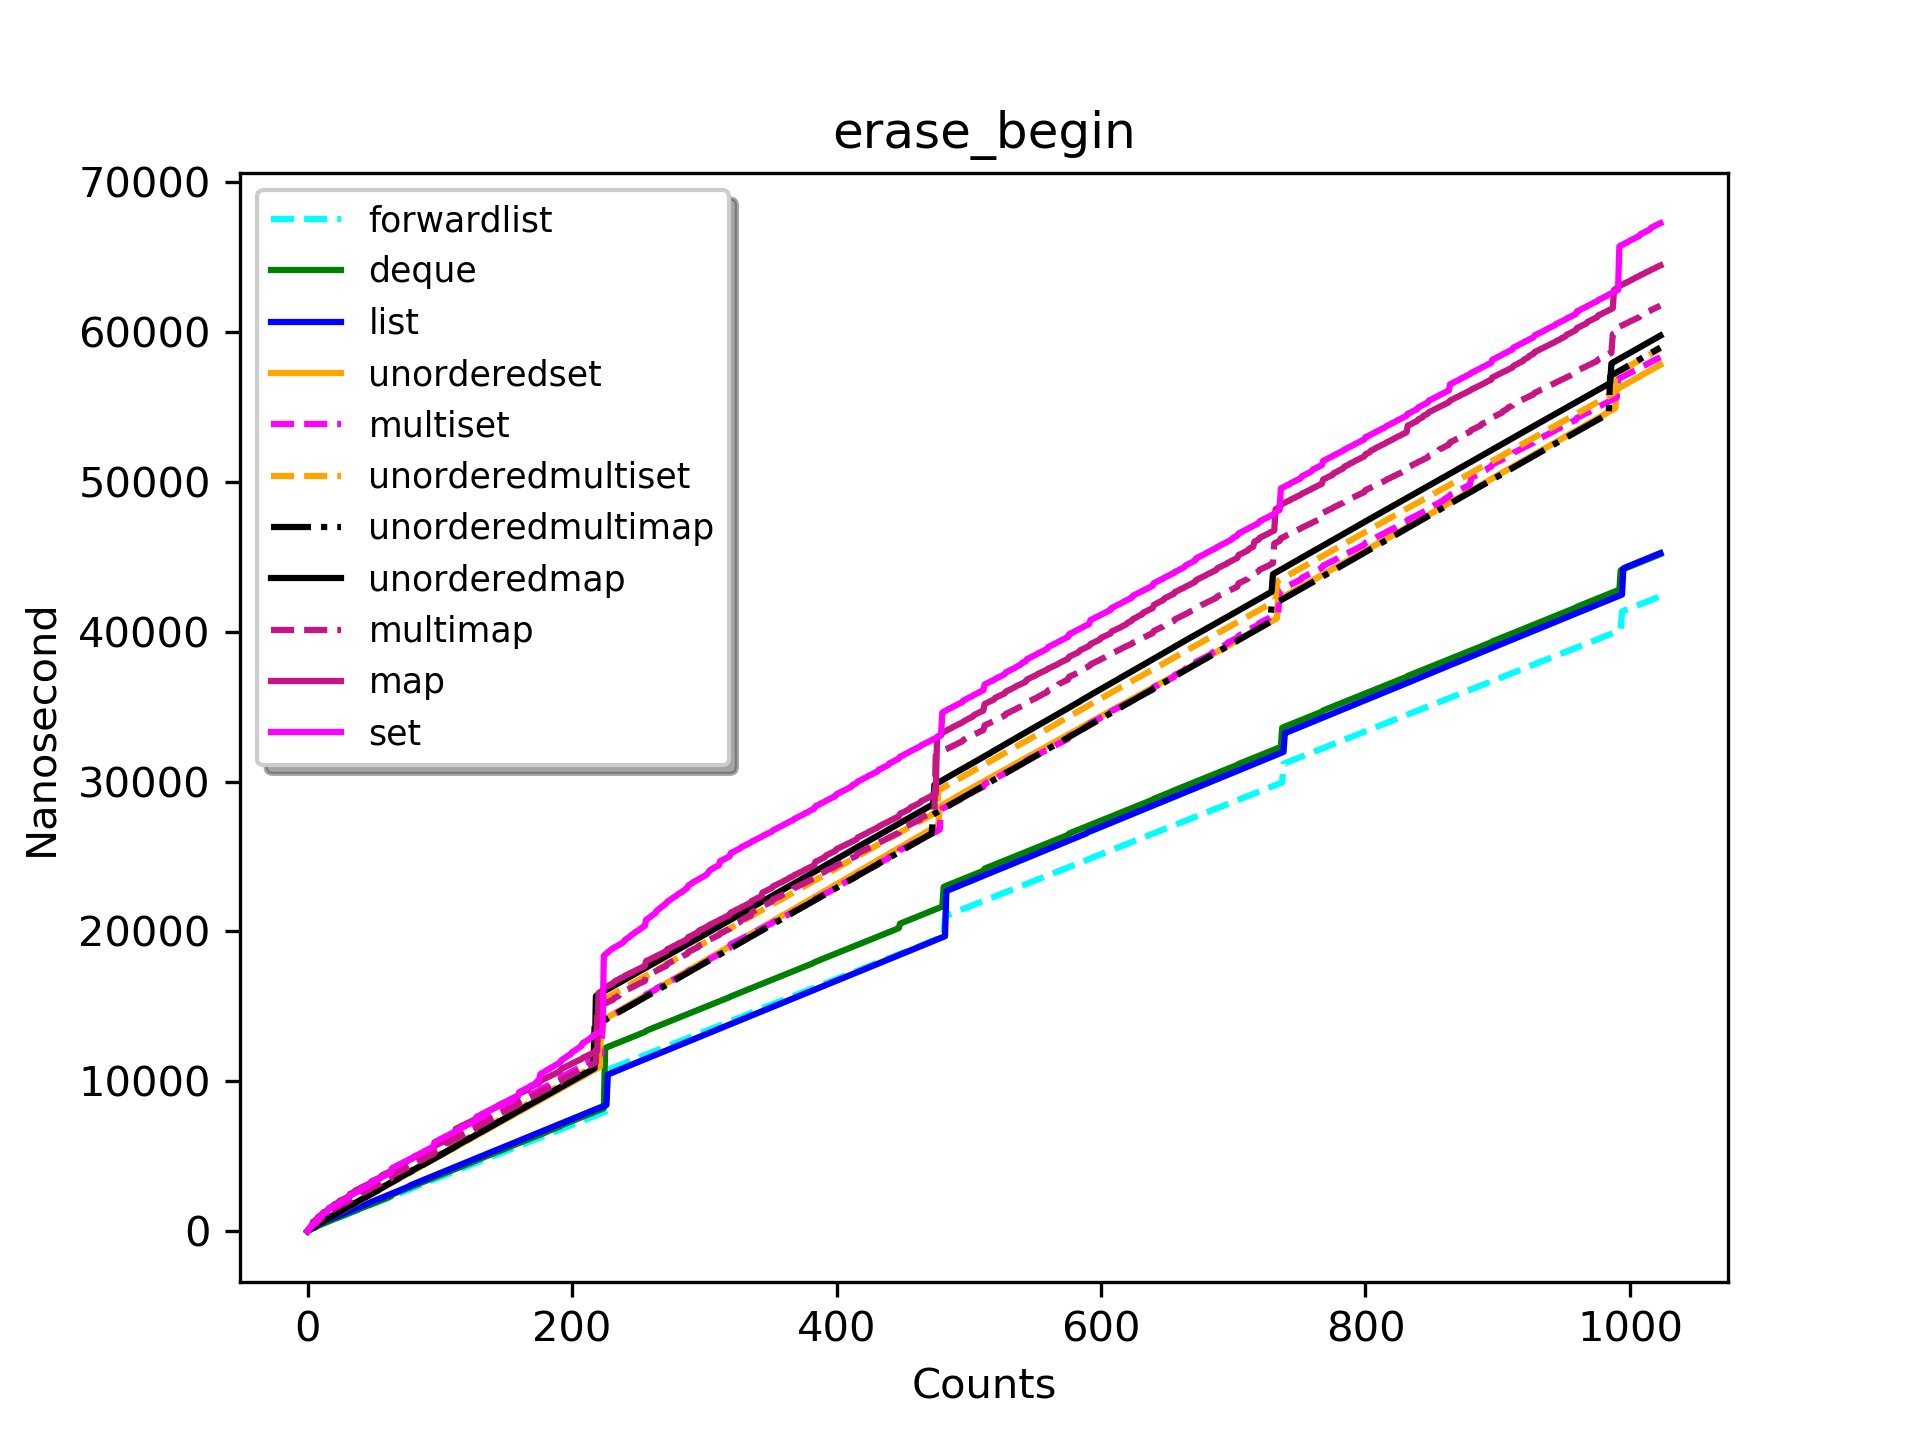 erase_begin
70000
60000
50000
40000
30000
20000
10000
0
Nanosecond
forwardlist
deque
list
unorderedset
multiset
unorderedmultiset
unorderedmultimap
unorderedmap
multimap
map
set
0 200 400 600 800 1000
Counts